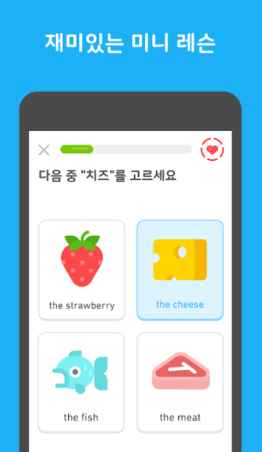 재미있는 미니 레슨
다음 중 "치즈"를 고르세요
the strawberry
the cheese
the fish
the meat